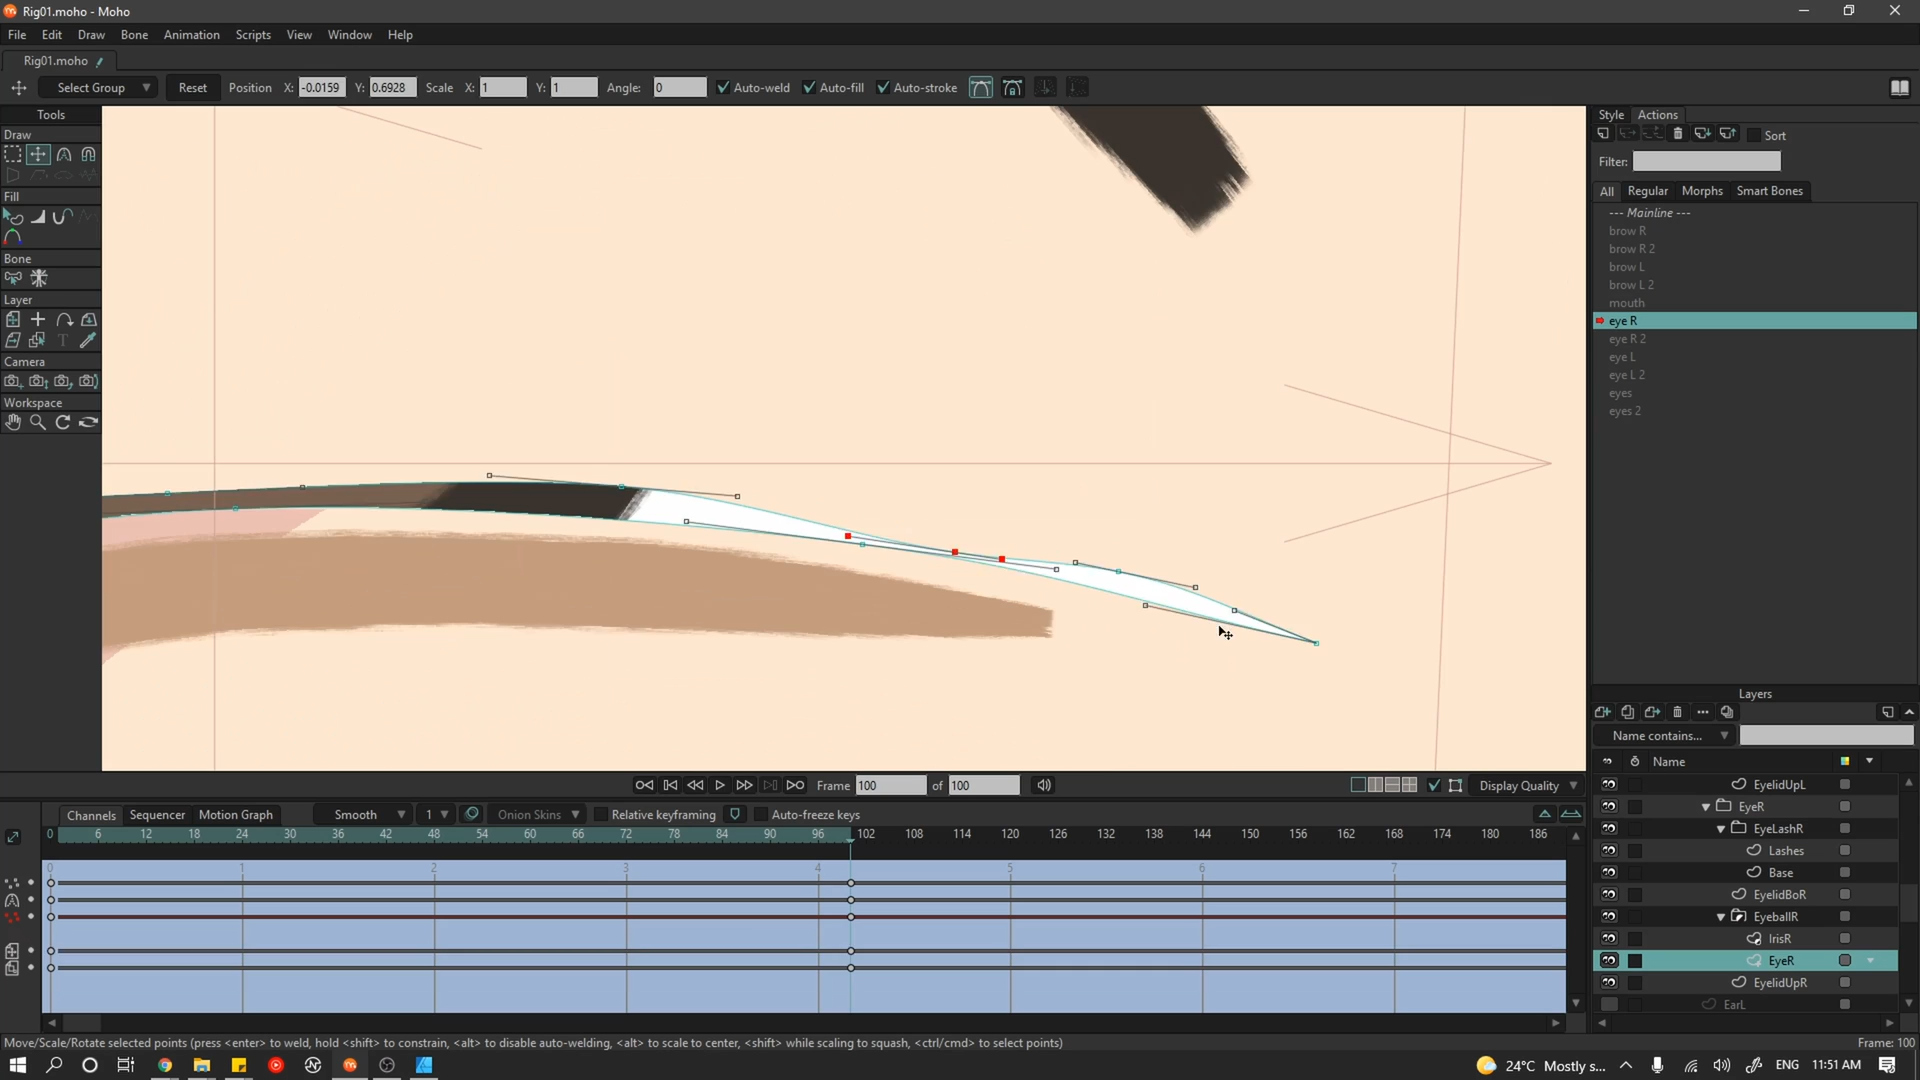 Rig01.moho - Moho
File Edit Draw Bone Animation Scripts View Window Help
Rig01.moho
Select Group Reset Position X: -0.0159 Y: 0.6928 Scale X: 1 Y: 1 Angle: 0 Auto-weld Auto-fill Auto-stroke
Tools
Draw
Fill
Bone
Layer
Camera
Workspace
Style Actions
Sort
Filter:
All Regular Morphs Smart Bones
--- Mainline ---
brow R
brow R 2
brow L
brow L 2
mouth
eye R
eye R 2
eye L
eye L 2
eyes
eyes 2
Layers
Name contains...
Name
EyelidUpL
EyeR
EyeLashR
Lashes
Base
EyelidBoR
EyeballR
IrisR
EyeR
EyelidUpR
EarL
Frame 100 of 100 Display Quality
Channels Sequencer Motion Graph Smooth 1 Onion Skins Relative keyframing Auto-freeze keys
0 6 12 18 24 30 36 42 48 54 60 66 72 78 84 90 96 102 108 114 120 126 132 138 144 150 156 162 168 174 180 186
0 1 2 3 4 5 6 7
Move/Scale/Rotate selected points (press <enter> to weld, hold <shift> to constrain, <alt> to disable auto-welding, <alt> to scale to center, <shift> while scaling to squash, <ctrl/cmd> to select points) Frame: 100
24°C Mostly s... ENG 11:51 AM